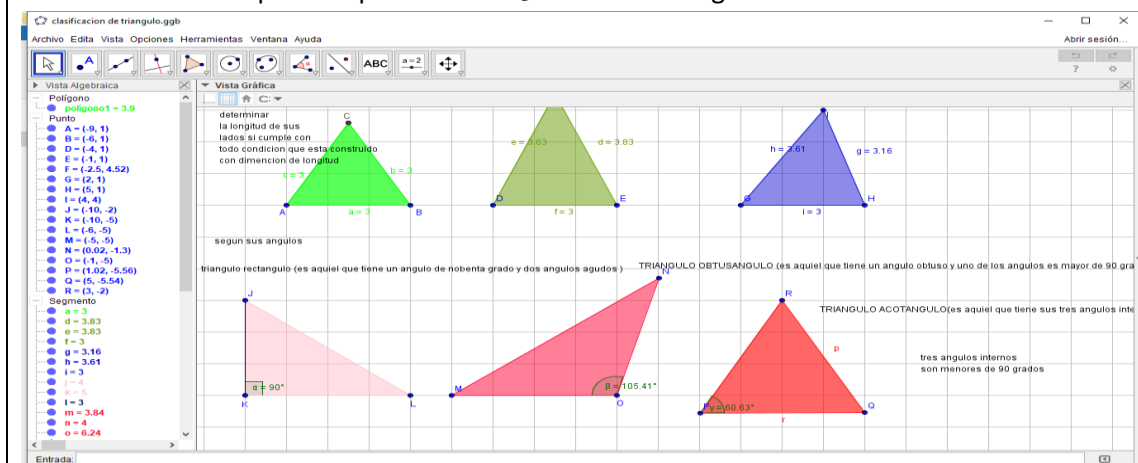 clasificacion de triangulo.ggb
Archivo Edita Vista Opciones Herramientas Ventana Ayuda
Abrir sesión...
A
ABC
a=2
?
Vista Algebraica
Vista Gráfica
Polígono
polígono1 = 3.9
Punto
A = (-9, 1)
B = (-6, 1)
D = (-4, 1)
E = (-1, 1)
F = (-2.5, 4.52)
G = (2, 1)
H = (5, 1)
I = (4, 4)
J = (-10, -2)
K = (-10, -5)
L = (-6, -5)
M = (-5, -5)
N = (0.02, -1.3)
O = (-1, -5)
P = (1.02, -5.56)
Q = (5, -5.54)
R = (3, -2)
Segmento
a = 3
d = 3.83
e = 3.83
f = 3
g = 3.16
h = 3.61
i = 3
j = 4
k = 5
l = 3
m = 3.84
n = 4
o = 6.24
determinar
la longitud de sus
lados si cumple con
todo condicion que esta construido
con dimencion de longitud
C
c = 3
b = 3
A
a = 3
B
e = 3.83
d = 3.83
D
f = 3
E
I
h = 3.61
g = 3.16
G
i = 3
H
segun sus angulos
triangulo rectangulo (es aquiel que tiene un angulo de nobenta grado y dos angulos agudos )
TRIANGULO OBTUSANGULO (es aquiel que tiene un angulo obtuso y uno de los angulos es mayor de 90 gra
TRIANGULO ACOTANGULO(es aquiel que tiene sus tres angulos inte
tres angulos internos
son menores de 90 grados
J
α = 90°
K
L
N
M
β = 105.41°
O
R
p
P
γ = 60.63°
r
Q
Entrada: